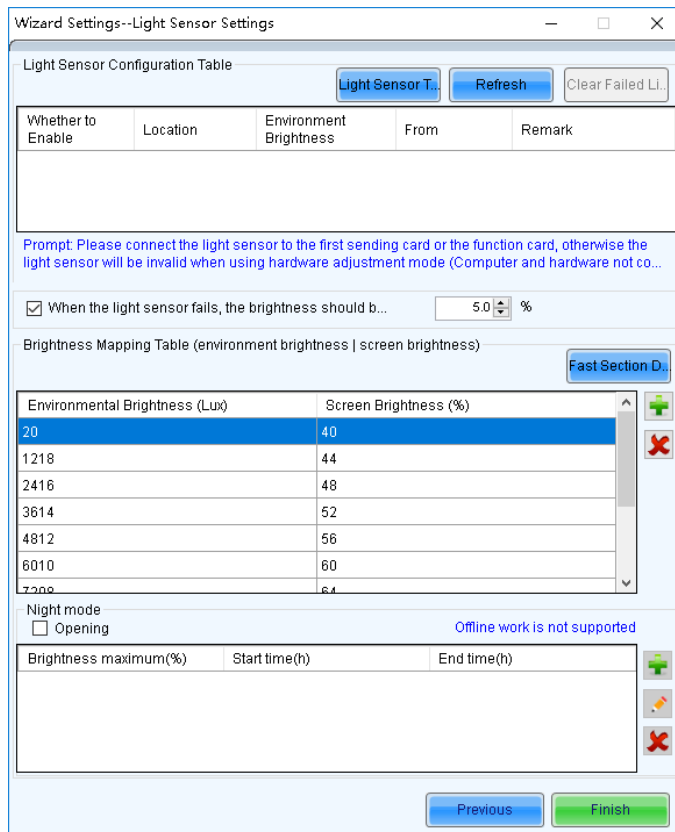 Wizard Settings--Light Sensor Settings
Light Sensor Configuration Table
Light Sensor T... Refresh Clear Failed Li..
Whether to Enable Location Environment Brightness From Remark
Prompt: Please connect the light sensor to the first sending card or the function card, otherwise the
light sensor will be invalid when using hardware adjustment mode (Computer and hardware not co...
When the light sensor fails, the brightness should b... 5.0 %
Brightness Mapping Table (environment brightness | screen brightness)
Fast Section D...
Environmental Brightness (Lux) Screen Brightness (%)
20 40
1218 44
2416 48
3614 52
4812 56
6010 60
7208 64
Night mode
Opening Offline work is not supported
Brightness maximum(%) Start time(h) End time(h)
Previous Finish